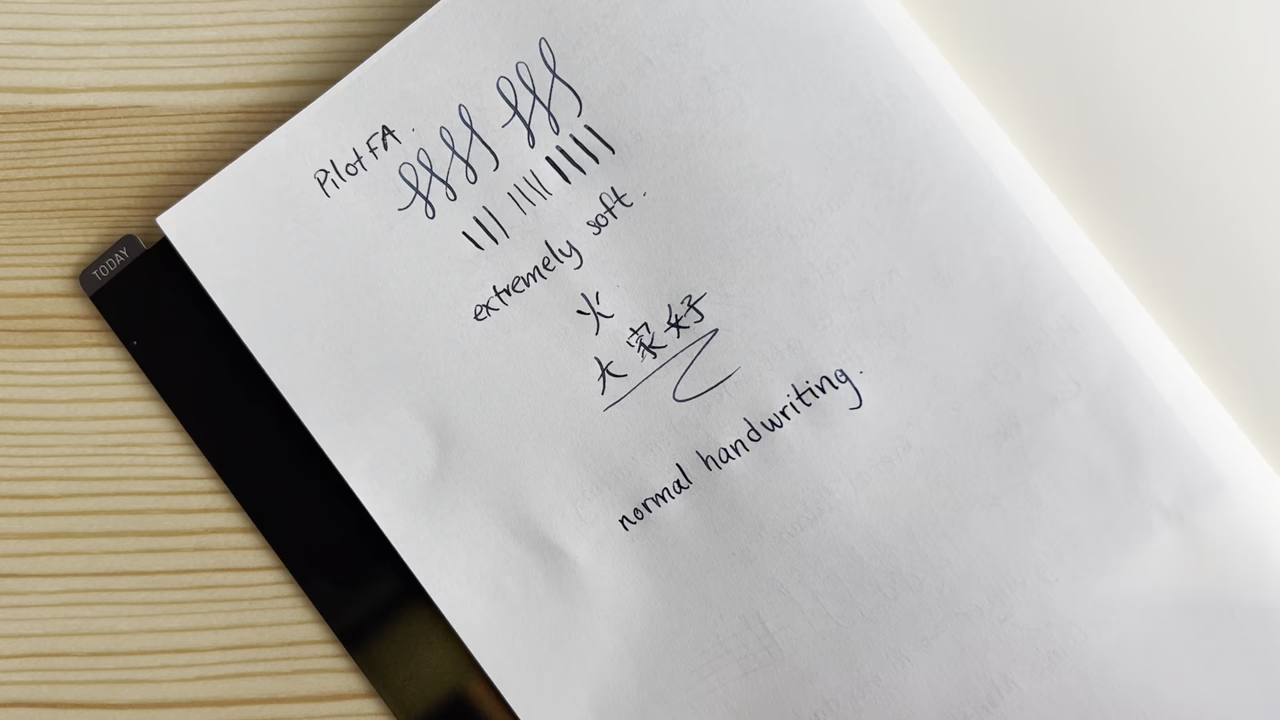 Pilot FA.
TODAY
extremely soft.
火
大家好
normal handwriting.